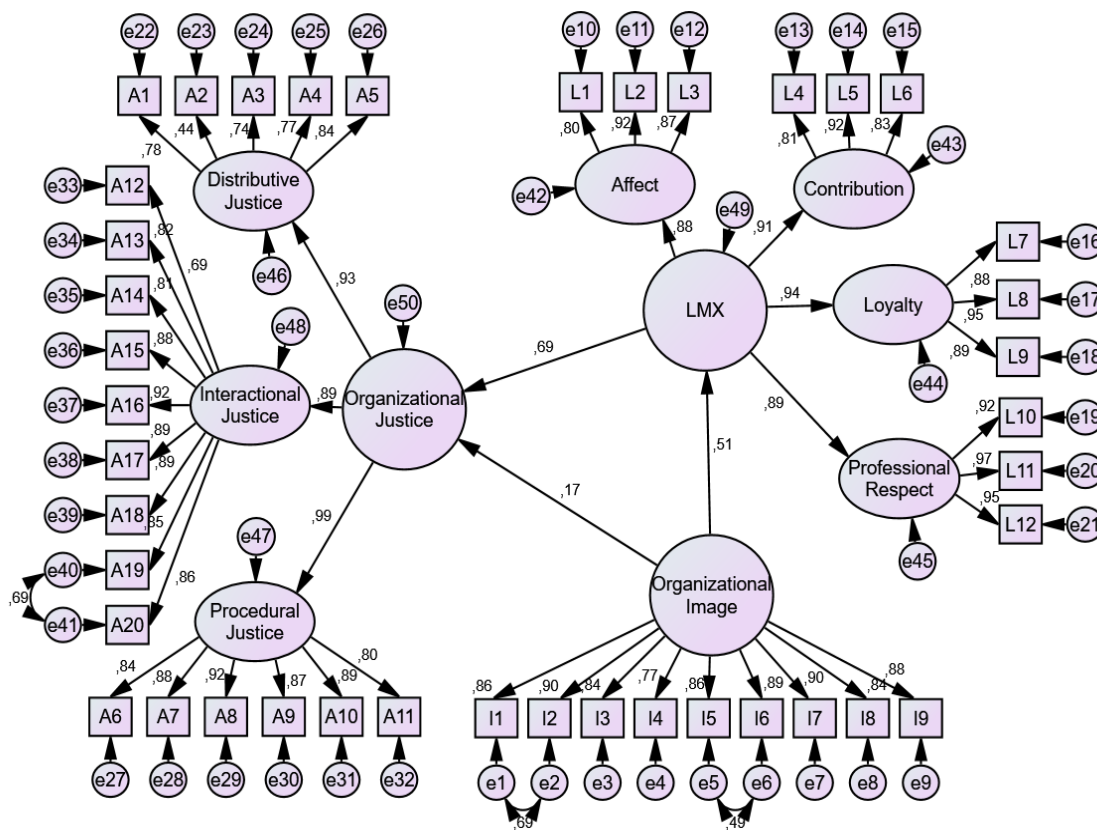 e22 e23 e24 e25 e26
A1 A2 A3 A4 A5
,78 ,44 ,74 ,77 ,84
Distributive
Justice
e46
e10 e11 e12
L1 L2 L3
,80 ,92 ,87
Affect
e42
e13 e14 e15
L4 L5 L6
,81 ,92 ,83
Contribution
e43
e49
,88 ,91
LMX
,94
Loyalty
e44
L7 e16
,88 L8 e17
,95
,89 L9 e18
,89
Professional
Respect
e45
,92 L10 e19
,97 L11 e20
,95 L12 e21
e33 A12
e34 A13
e35 A14
e36 A15
e37 A16
e38 A17
e39 A18
e40 A19
e41 A20
,69
,82 ,69
,81
,88
,92
,89
,89
,85
,86
Interactional
Justice
e48
,93
,89
e50
Organizational
Justice
,69
,51
,17
,99
e47
Procedural
Justice
,84 ,88 ,92 ,87 ,89 ,80
A6 A7 A8 A9 A10 A11
e27 e28 e29 e30 e31 e32
Organizational
Image
,86 ,90 ,84 ,77 ,86 ,89 ,90 ,84 ,88
I1 I2 I3 I4 I5 I6 I7 I8 I9
e1 e2 e3 e4 e5 e6 e7 e8 e9
,69 ,49